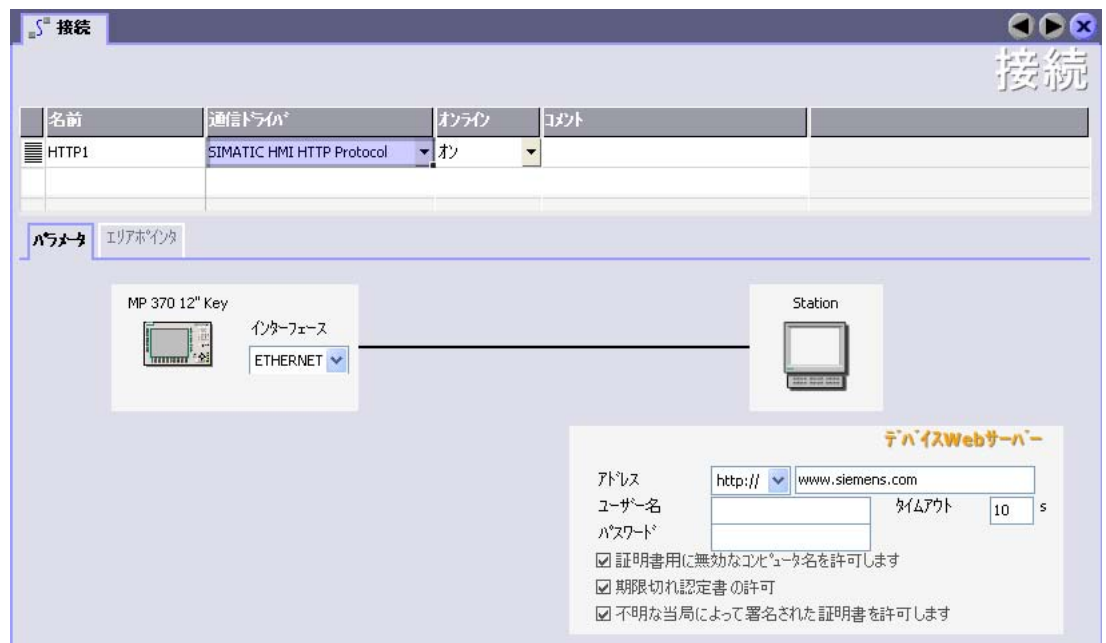 接続
接続
名前 通信ﾄﾞﾗｲﾊﾞ ｵﾝﾗｲﾝ ｺﾒﾝﾄ
HTTP1 SIMATIC HMI HTTP Protocol ｵﾝ
ﾊﾟﾗﾒｰﾀ ｴﾘｱﾎﾟｲﾝﾀ
MP 370 12" Key
ｲﾝﾀｰﾌｪｰｽ
ETHERNET
Station
ﾃﾞﾊﾞｲｽWebｻｰﾊﾞｰ
ｱﾄﾞﾚｽ http:// www.siemens.com
ﾕｰｻﾞｰ名 ﾀｲﾑｱｳﾄ 10 s
ﾊﾟｽﾜｰﾄﾞ
証明書用に無効なｺﾝﾋﾟｭｰﾀ名を許可します
期限切れ認定書の許可
不明な当局によって署名された証明書を許可します